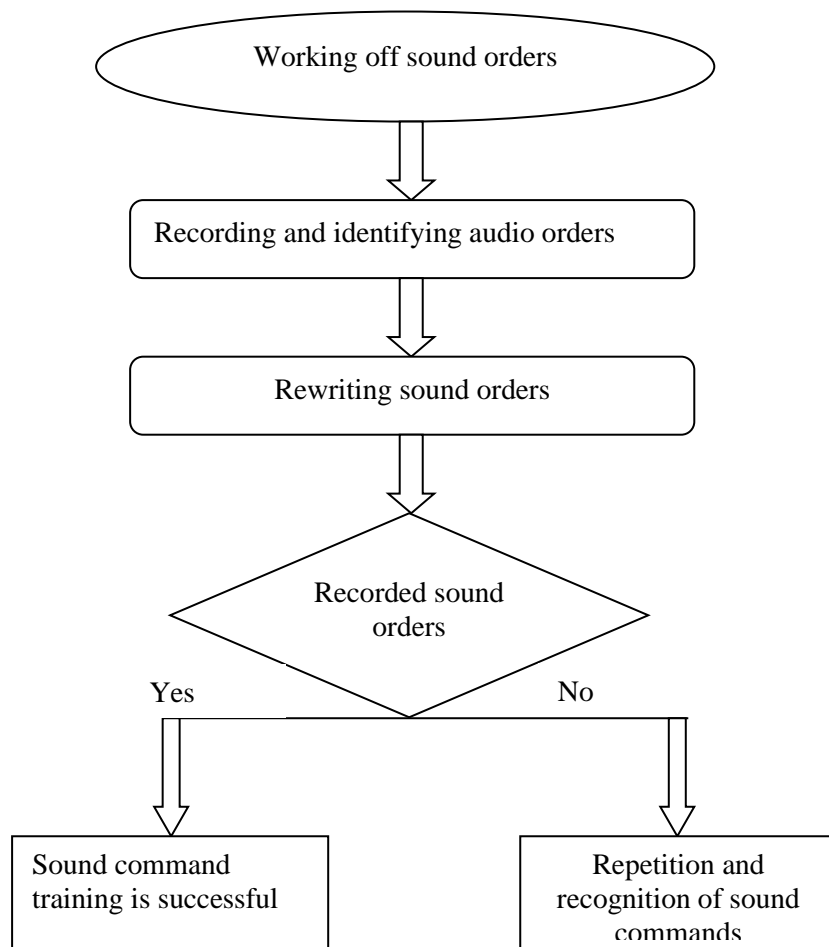 Working off sound orders
Recording and identifying audio orders
Rewriting sound orders
Recorded sound
orders
Yes
No
Sound command
training is successful
Repetition and
recognition of sound
commands